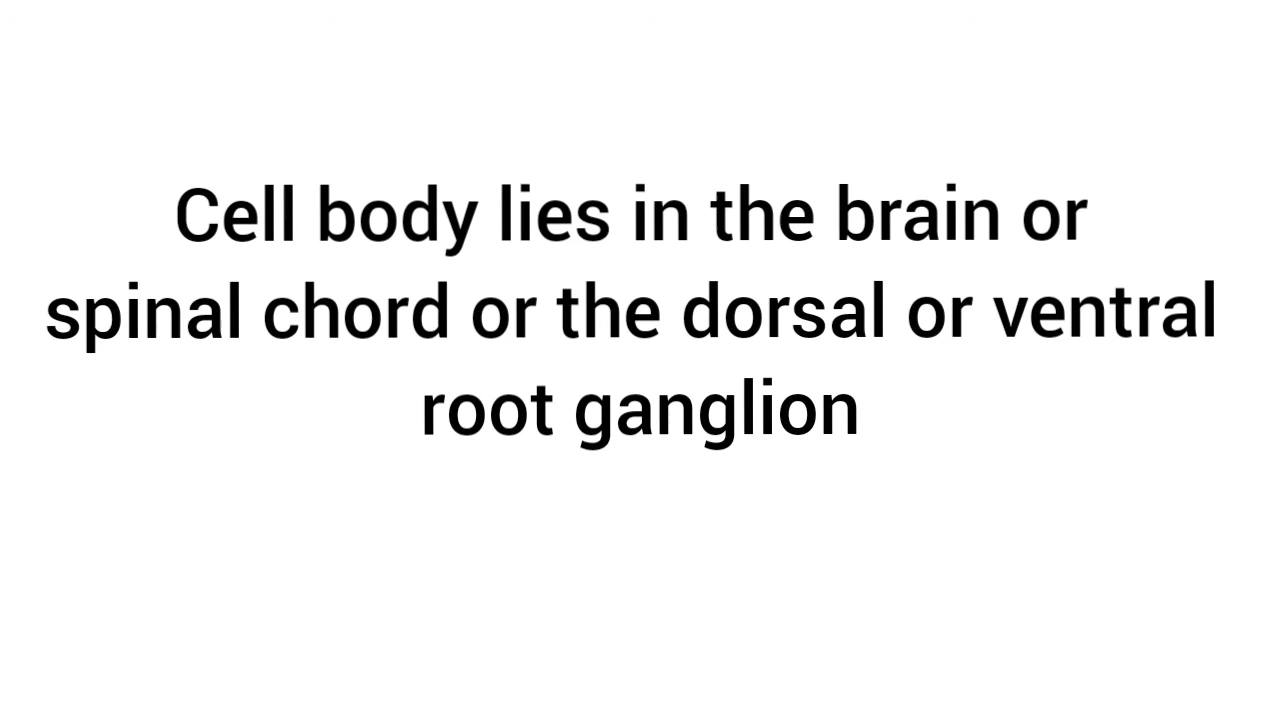 Cell body lies in the brain or
spinal chord or the dorsal or ventral
root ganglion